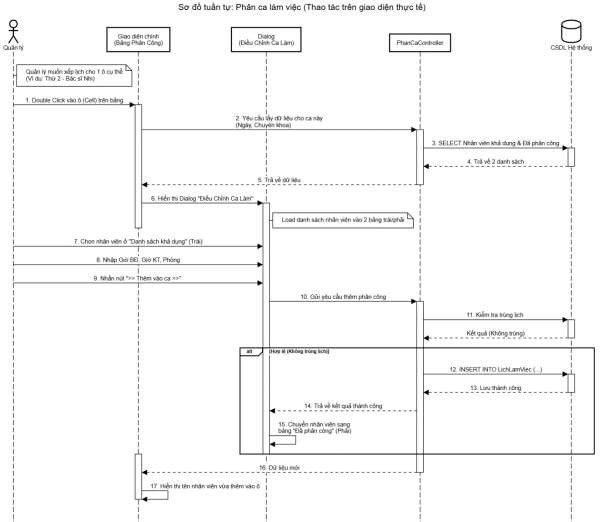 Sơ đồ tuần tự: Phân ca làm việc (Thao tác trên giao diện thực tế)
Quản lý
Giao diện chính
(Bảng Phân Công)
Dialog
(Điều Chỉnh Ca Làm)
PhanCaController
CSDL Hệ thống
Quản lý muốn xếp lịch cho 1 ô cụ thể
(Ví dụ: Thứ 2 - Bác sĩ Nhi)
1. Double Click vào ô (Cell) trên bảng
2. Yêu cầu lấy dữ liệu cho ca này
(Ngày, Chuyên khoa)
3. SELECT Nhân viên khả dụng & Đã phân công
4. Trả về 2 danh sách
5. Trả về dữ liệu
6. Hiển thị Dialog "Điều Chỉnh Ca Làm"
Load danh sách nhân viên vào 2 bảng trái/phải
7. Chọn nhân viên ở "Danh sách khả dụng" (Trái)
8. Nhập Giờ BĐ, Giờ KT, Phòng
9. Nhấn nút ">> Thêm vào ca >>"
10. Gửi yêu cầu thêm phân công
11. Kiểm tra trùng lịch
Kết quả (Không trùng)
alt
[Hợp lệ (Không trùng lịch)]
12. INSERT INTO LichLamViec (...)
13. Lưu thành công
14. Trả về kết quả thành công
15. Chuyển nhân viên sang
bảng "Đã phân công" (Phải)
16. Dữ liệu mới
17. Hiển thị tên nhân viên vừa thêm vào ô